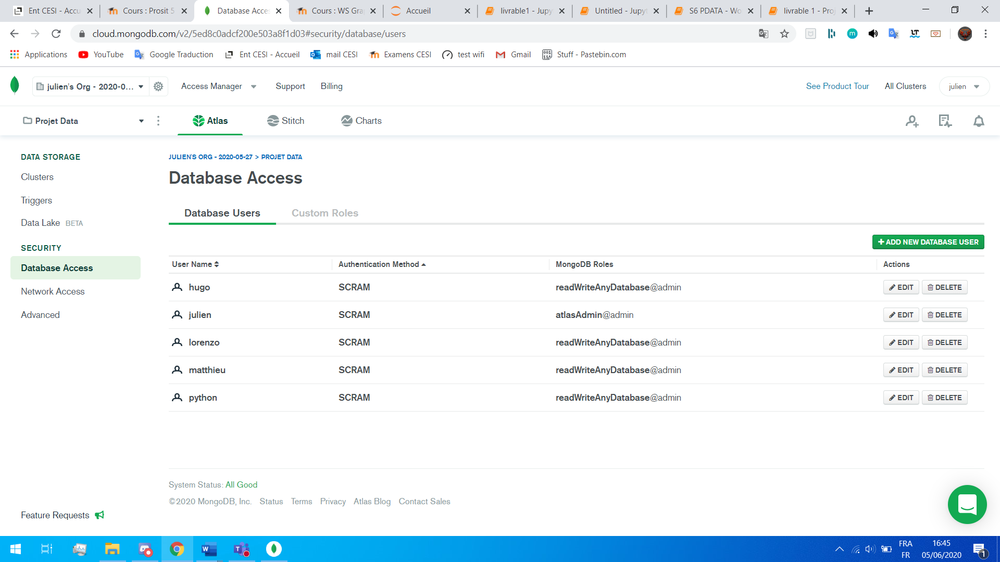 Ent CESI - Accu
Cours : Prosit 5
Database Acces
Cours : WS Gra
Accueil
livrable1 - Jupy
Untitled - Jupyt
S6 PDATA - Wo
livrable 1 - Proj
cloud.mongodb.com/v2/5ed8c0adcf200e503a8f1d03#security/database/users
Applications YouTube Google Traduction Ent CESI - Accueil mail CESI Examens CESI test wifi Gmail Stuff - Pastebin.com
julien's Org - 2020-0... Access Manager Support Billing See Product Tour All Clusters julien
Projet Data Atlas Stitch Charts
DATA STORAGE
Clusters
Triggers
Data Lake BETA
SECURITY
Database Access
Network Access
Advanced
Feature Requests
JULIEN'S ORG - 2020-05-27 > PROJET DATA
Database Access
Database Users Custom Roles
+ ADD NEW DATABASE USER
User Name Authentication Method MongoDB Roles Actions
hugo SCRAM readWriteAnyDatabase@admin EDIT DELETE
julien SCRAM atlasAdmin@admin EDIT DELETE
lorenzo SCRAM readWriteAnyDatabase@admin EDIT DELETE
matthieu SCRAM readWriteAnyDatabase@admin EDIT DELETE
python SCRAM readWriteAnyDatabase@admin EDIT DELETE
System Status: All Good
©2020 MongoDB, Inc. Status Terms Privacy Atlas Blog Contact Sales
FRA
FR
16:45
05/06/2020
1